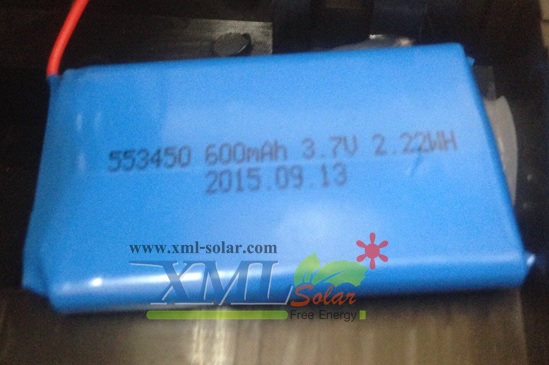 553450 600mAh 3.7V 2.22WH
2015.09.13
www.xml-solar.com
XML
Solar
Free Energy